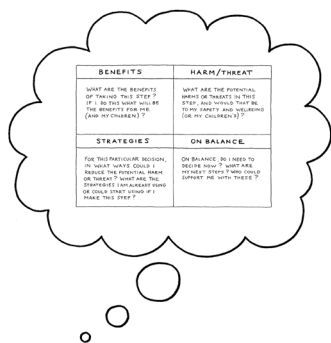 BENEFITS
WHAT ARE THE BENEFITS
OF TAKING THIS STEP?
IF I DO THIS WHAT WILL BE
THE BENEFITS FOR ME
(AND MY CHILDREN)?
HARM/THREAT
WHAT ARE THE POTENTIAL
HARMS OR THREATS IN THIS
STEP, AND WOULD THAT BE
TO MY SAFETY AND WELLBEING
(OR MY CHILDREN'S)?
STRATEGIES
FOR THIS PARTICULAR DECISION,
IN WHAT WAYS COULD I
REDUCE THE POTENTIAL HARM
OR THREAT? WHAT ARE THE
STRATEGIES I AM ALREADY USING
OR COULD START USING IF I
MAKE THIS STEP?
ON BALANCE
ON BALANCE, DO I NEED TO
DECIDE NOW? WHAT ARE
MY NEXT STEPS? WHO COULD
SUPPORT ME WITH THESE?